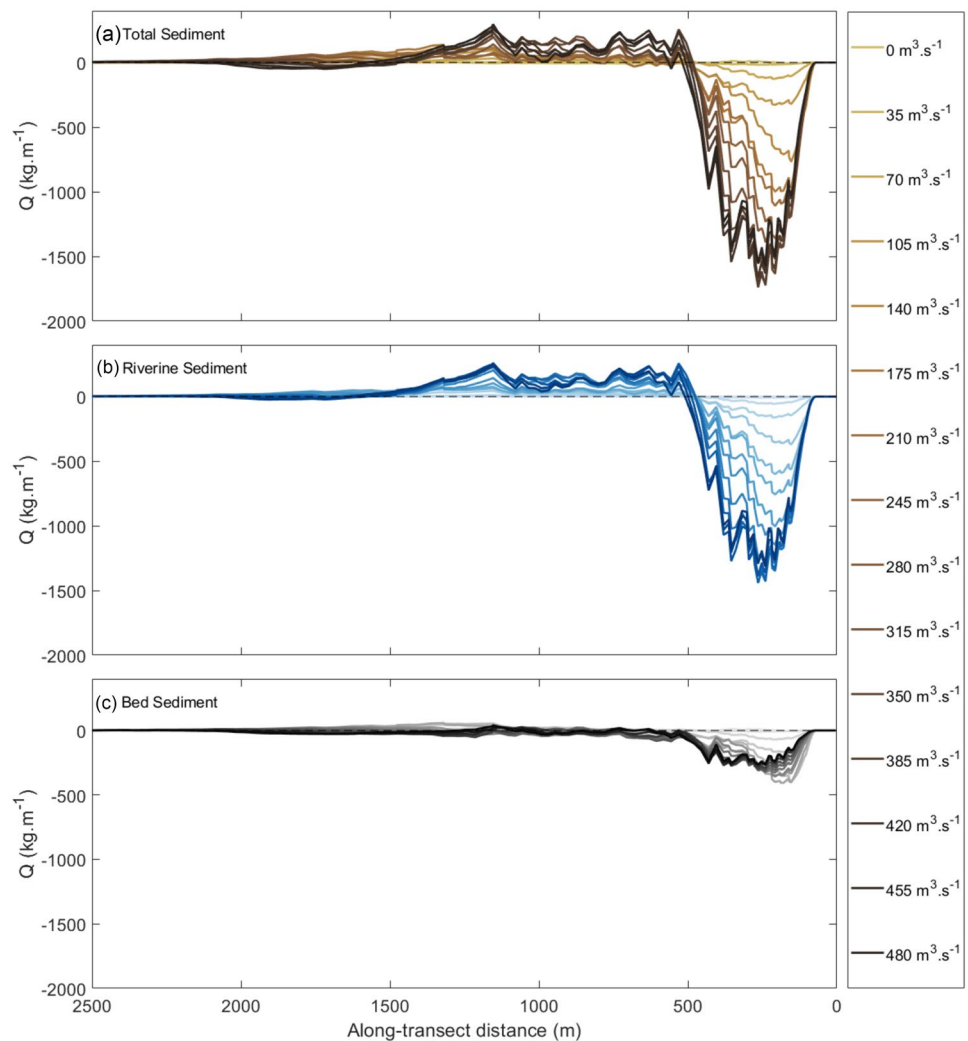 (a) Total Sediment
0
-500
-1000
-1500
-2000
Q (kg.m⁻¹)
(b) Riverine Sediment
0
-500
-1000
-1500
-2000
Q (kg.m⁻¹)
(c) Bed Sediment
0
-500
-1000
-1500
-2000
Q (kg.m⁻¹)
2500 2000 1500 1000 500 0
Along-transect distance (m)
0 m³.s⁻¹
35 m³.s⁻¹
70 m³.s⁻¹
105 m³.s⁻¹
140 m³.s⁻¹
175 m³.s⁻¹
210 m³.s⁻¹
245 m³.s⁻¹
280 m³.s⁻¹
315 m³.s⁻¹
350 m³.s⁻¹
385 m³.s⁻¹
420 m³.s⁻¹
455 m³.s⁻¹
480 m³.s⁻¹